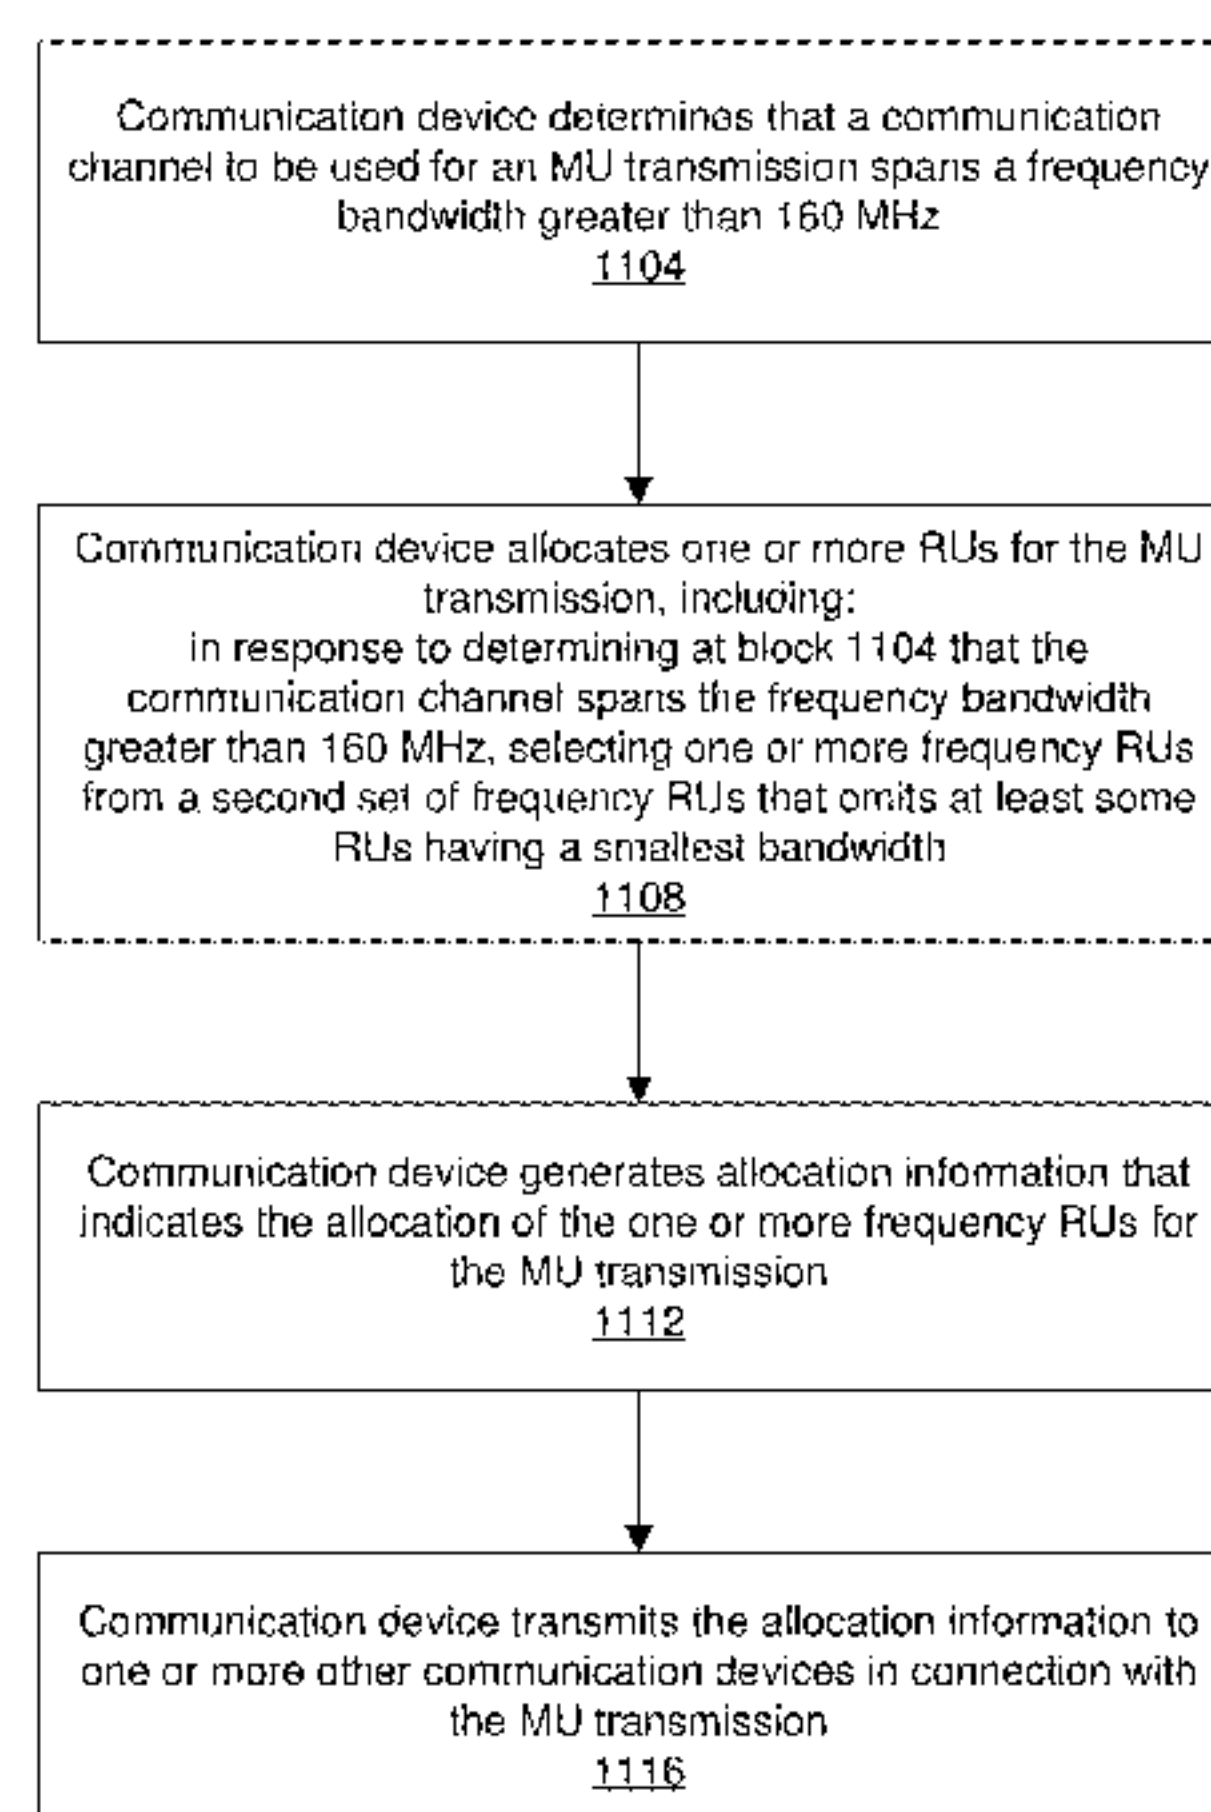 Communication device determines that a communication
channel to be used for an MU transmission spans a frequency
bandwidth greater than 160 MHz
1104
Communication device allocates one or more RUs for the MU
transmission, including:
in response to determining at block 1104 that the
communication channel spans the frequency bandwidth
greater than 160 MHz, selecting one or more frequency RUs
from a second set of frequency RUs that omits at least some
RUs having a smallest bandwidth
1108
Communication device generates allocation information that
indicates the allocation of the one or more frequency RUs for
the MU transmission
1112
Communication device transmits the allocation information to
one or more other communication devices in connection with
the MU transmission
1116